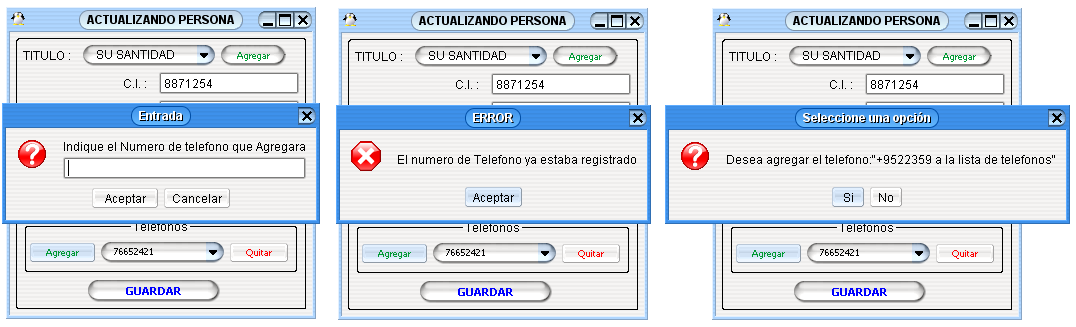 ACTUALIZANDO PERSONA
TITULO :
SU SANTIDAD
Agregar
C.I. :
8871254
Entrada
Indique el Numero de telefono que Agregara
Aceptar
Cancelar
Telefonos
Agregar
76652421
Quitar
GUARDAR
ACTUALIZANDO PERSONA
TITULO :
SU SANTIDAD
Agregar
C.I. :
8871254
ERROR
El numero de Telefono ya estaba registrado
Aceptar
Telefonos
Agregar
76652421
Quitar
GUARDAR
ACTUALIZANDO PERSONA
TITULO :
SU SANTIDAD
Agregar
C.I. :
8871254
Seleccione una opción
Desea agregar el telefono:"+9522359 a la lista de telefonos"
Si
No
Telefonos
Agregar
76652421
Quitar
GUARDAR